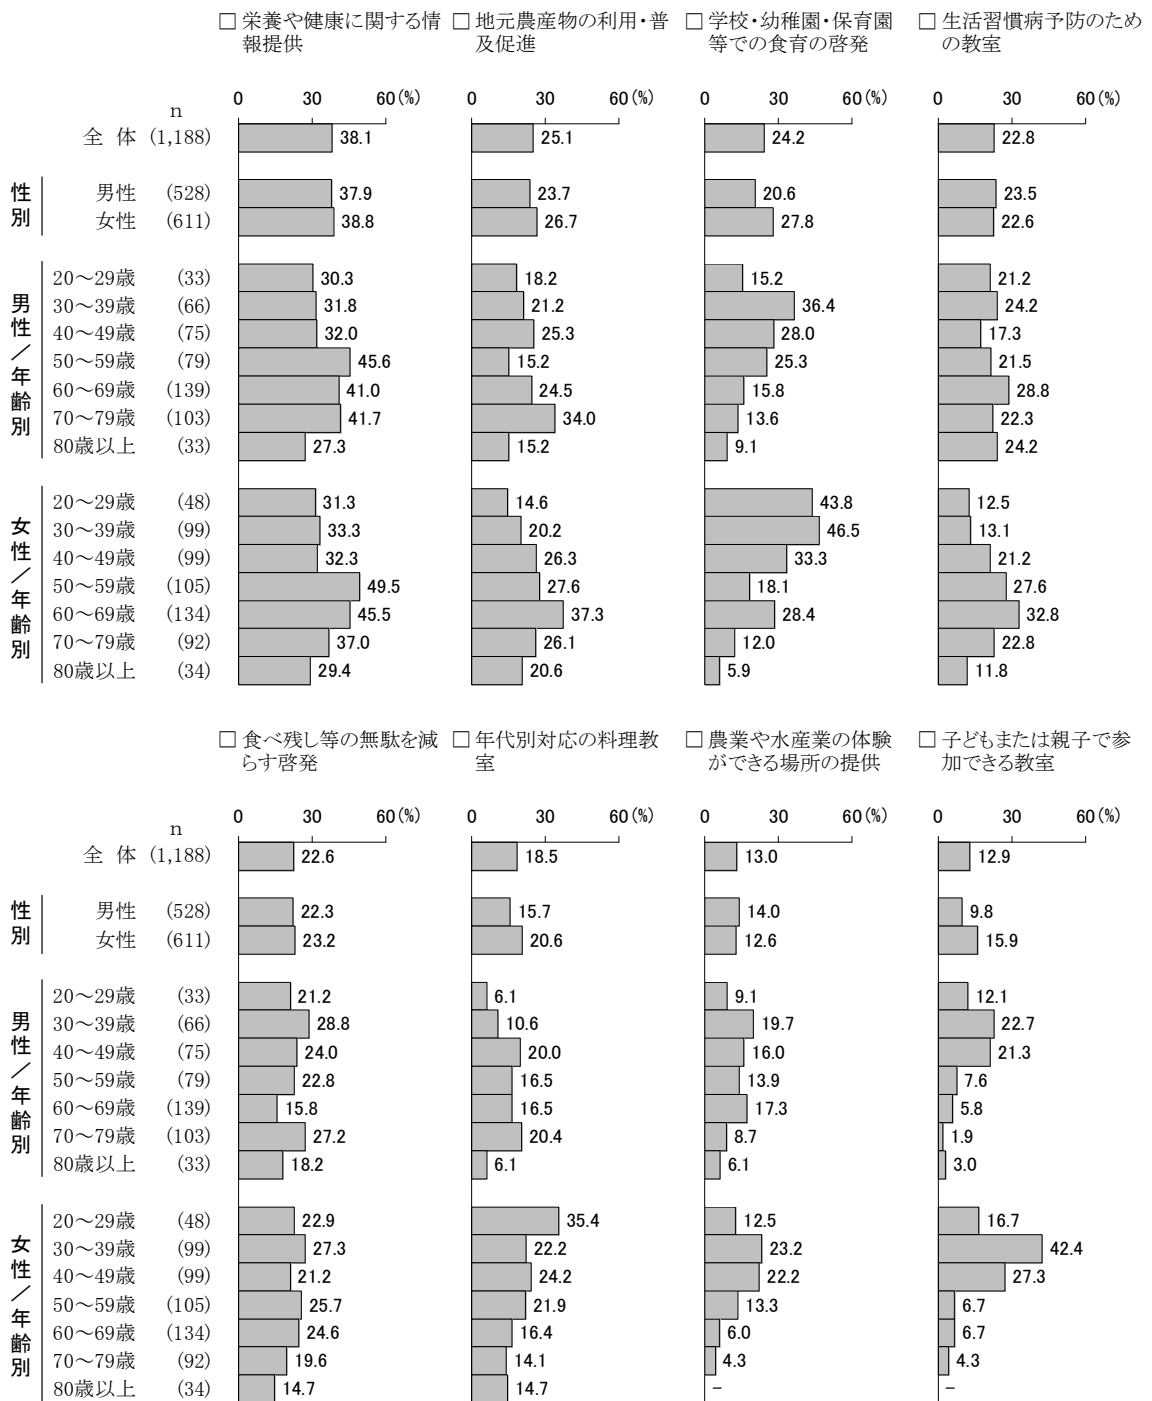 □ 栄養や健康に関する情報提供
□ 地元農産物の利用・普及促進
□ 学校・幼稚園・保育園等での食育の啓発
□ 生活習慣病予防のための教室
0 30 60(%) 0 30 60(%) 0 30 60(%) 0 30 60(%)
n
全 体 (1,188) 38.1 25.1 24.2 22.8
性別
男性 (528) 37.9 23.7 20.6 23.5
女性 (611) 38.8 26.7 27.8 22.6
男性/年齢別
20~29歳 (33) 30.3 18.2 15.2 21.2
30~39歳 (66) 31.8 21.2 36.4 24.2
40~49歳 (75) 32.0 25.3 28.0 17.3
50~59歳 (79) 45.6 15.2 25.3 21.5
60~69歳 (139) 41.0 24.5 15.8 28.8
70~79歳 (103) 41.7 34.0 13.6 22.3
80歳以上 (33) 27.3 15.2 9.1 24.2
女性/年齢別
20~29歳 (48) 31.3 14.6 43.8 12.5
30~39歳 (99) 33.3 20.2 46.5 13.1
40~49歳 (99) 32.3 26.3 33.3 21.2
50~59歳 (105) 49.5 27.6 18.1 27.6
60~69歳 (134) 45.5 37.3 28.4 32.8
70~79歳 (92) 37.0 26.1 12.0 22.8
80歳以上 (34) 29.4 20.6 5.9 11.8
□ 食べ残し等の無駄を減らす啓発
□ 年代別対応の料理教室
□ 農業や水産業の体験ができる場所の提供
□ 子どもまたは親子で参加できる教室
0 30 60(%) 0 30 60(%) 0 30 60(%) 0 30 60(%)
n
全 体 (1,188) 22.6 18.5 13.0 12.9
性別
男性 (528) 22.3 15.7 14.0 9.8
女性 (611) 23.2 20.6 12.6 15.9
男性/年齢別
20~29歳 (33) 21.2 6.1 9.1 12.1
30~39歳 (66) 28.8 10.6 19.7 22.7
40~49歳 (75) 24.0 20.0 16.0 21.3
50~59歳 (79) 22.8 16.5 13.9 7.6
60~69歳 (139) 15.8 16.5 17.3 5.8
70~79歳 (103) 27.2 20.4 8.7 1.9
80歳以上 (33) 18.2 6.1 6.1 3.0
女性/年齢別
20~29歳 (48) 22.9 35.4 12.5 16.7
30~39歳 (99) 27.3 22.2 23.2 42.4
40~49歳 (99) 21.2 24.2 22.2 27.3
50~59歳 (105) 25.7 21.9 13.3 6.7
60~69歳 (134) 24.6 16.4 6.0 6.7
70~79歳 (92) 19.6 14.1 4.3 4.3
80歳以上 (34) 14.7 14.7 - -